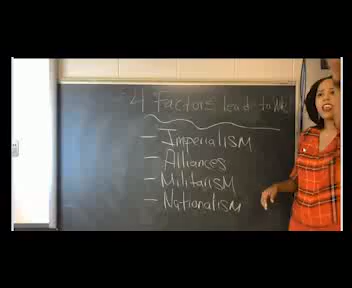 4 Factors lead to
- Imperialism
- Alliances
- Militarism
- Nationalism